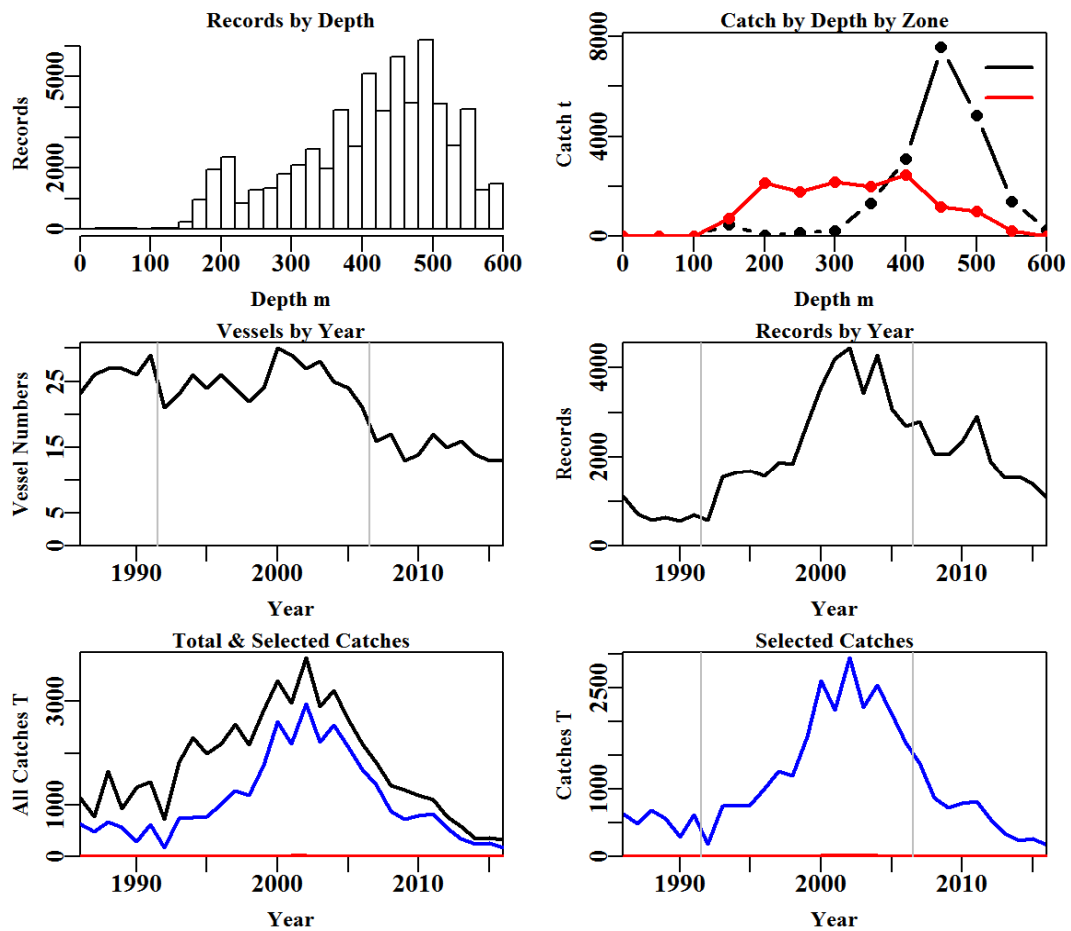 Records by Depth
Records
0 2000 5000
0 100 200 300 400 500 600
Depth m
Catch by Depth by Zone
Catch t
0 4000 8000
0 100 200 300 400 500 600
Depth m
Vessels by Year
Vessel Numbers
5 15 25
1990 2000 2010
Year
Records by Year
Records
0 2000 4000
1990 2000 2010
Year
Total & Selected Catches
All Catches T
0 1000 3000
1990 2000 2010
Year
Selected Catches
Catches T
0 1000 2500
1990 2000 2010
Year